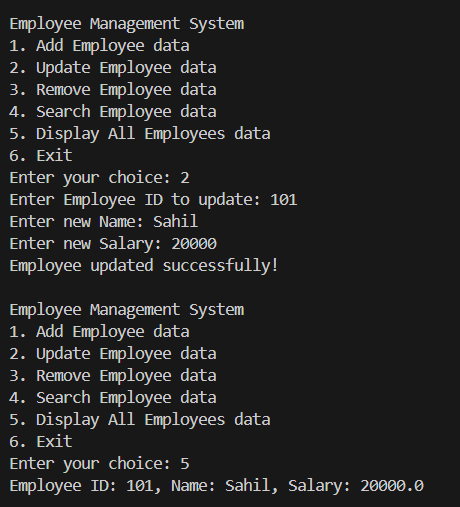 Employee Management System
1. Add Employee data
2. Update Employee data
3. Remove Employee data
4. Search Employee data
5. Display All Employees data
6. Exit
Enter your choice: 2
Enter Employee ID to update: 101
Enter new Name: Sahil
Enter new Salary: 20000
Employee updated successfully!

Employee Management System
1. Add Employee data
2. Update Employee data
3. Remove Employee data
4. Search Employee data
5. Display All Employees data
6. Exit
Enter your choice: 5
Employee ID: 101, Name: Sahil, Salary: 20000.0